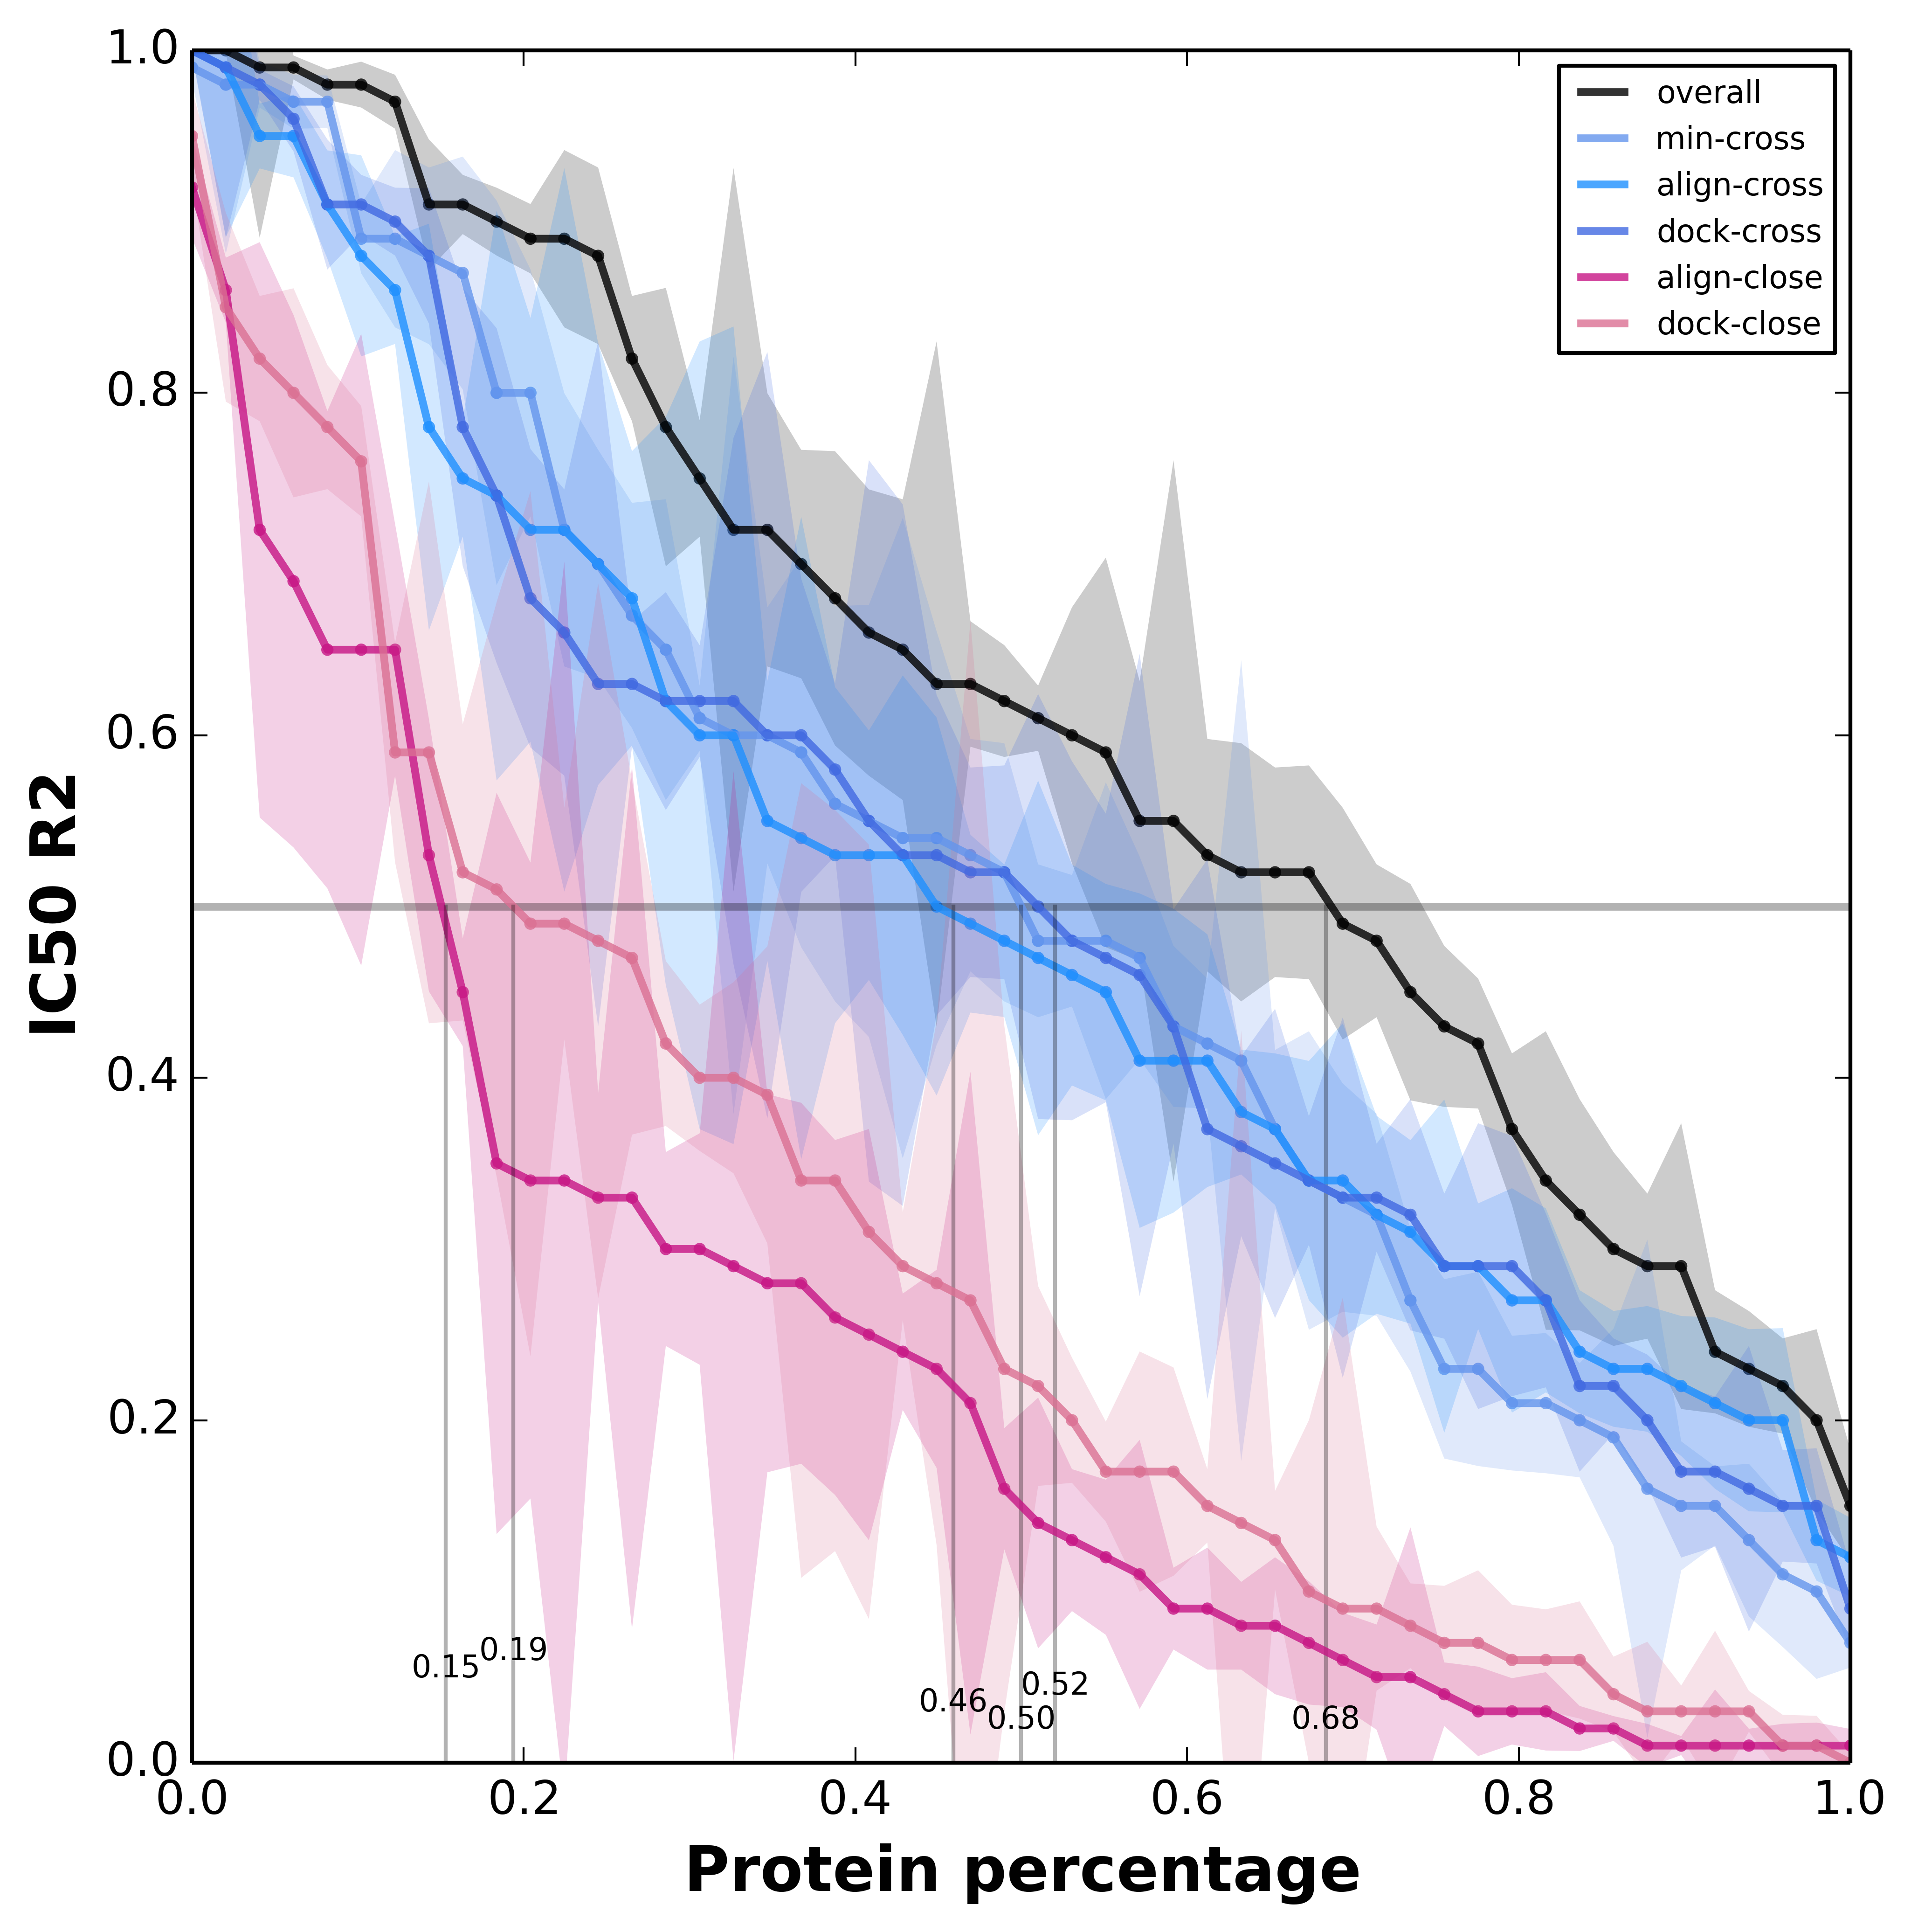 1.0
0.8
0.6
0.4
0.2
0.0
IC50 R2
overall
min-cross
align-cross
dock-cross
align-close
dock-close
0.15
0.19
0.46
0.50
0.52
0.68
0.0 0.2 0.4 0.6 0.8 1.0
Protein percentage